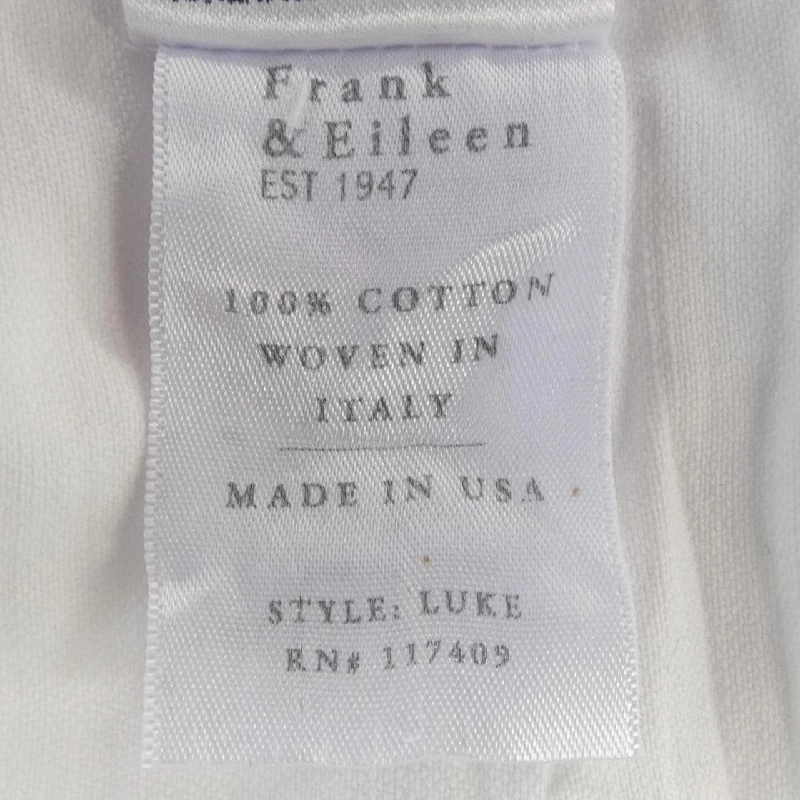 Frank
& Eileen
EST 1947
100% COTTON
WOVEN IN
ITALY
MADE IN USA
STYLE: LUKE
RN# 117409